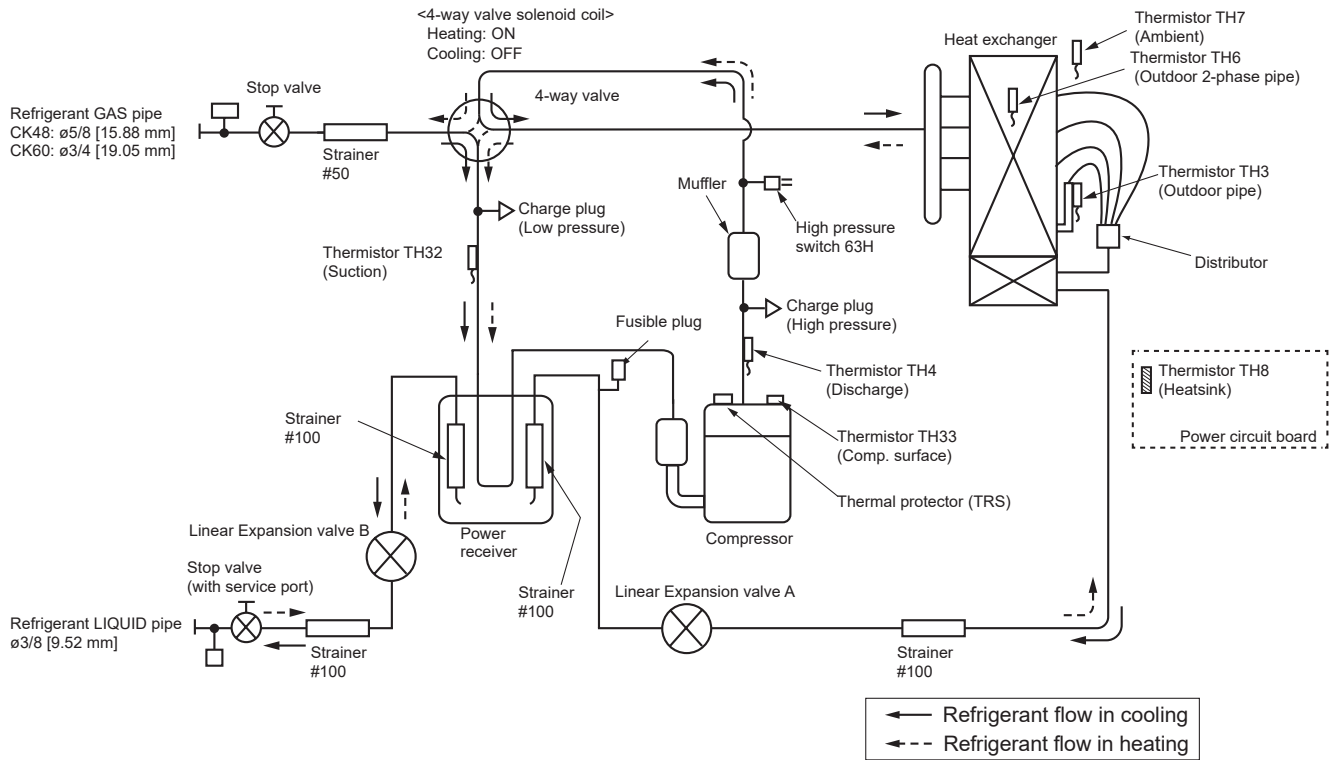 <4-way valve solenoid coil>
Heating: ON
Cooling: OFF
Heat exchanger
Thermistor TH7
(Ambient)
Thermistor TH6
(Outdoor 2-phase pipe)
Stop valve
4-way valve
Refrigerant GAS pipe
CK48: ø5/8 [15.88 mm]
CK60: ø3/4 [19.05 mm]
Strainer
#50
Muffler
Thermistor TH3
(Outdoor pipe)
Charge plug
(Low pressure)
High pressure
switch 63H
Thermistor TH32
(Suction)
Distributor
Charge plug
(High pressure)
Fusible plug
Thermistor TH4
(Discharge)
Thermistor TH8
(Heatsink)
Power circuit board
Strainer
#100
Thermistor TH33
(Comp. surface)
Thermal protector (TRS)
Linear Expansion valve B
Power
receiver
Compressor
Stop valve
(with service port)
Strainer
#100
Linear Expansion valve A
Refrigerant LIQUID pipe
ø3/8 [9.52 mm]
Strainer
#100
Strainer
#100
Refrigerant flow in cooling
Refrigerant flow in heating